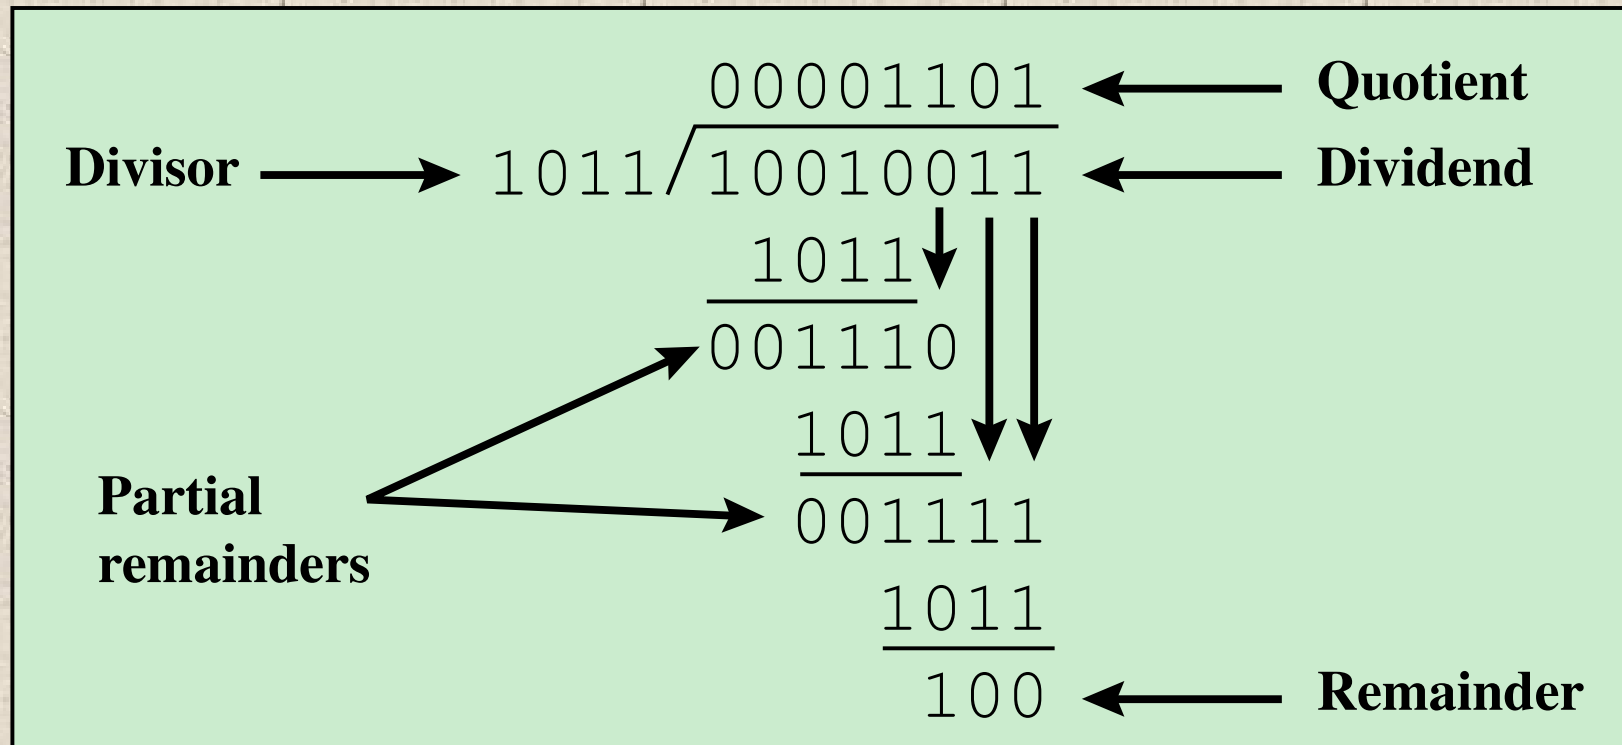 00001101 Quotient
Divisor 1011 10010011 Dividend
1011
001110
1011
Partial
remainders
001111
1011
100 Remainder